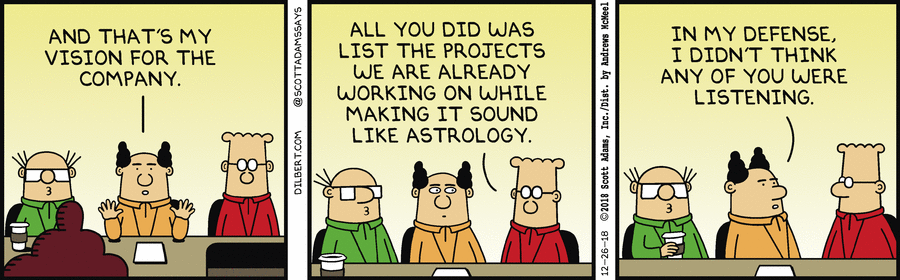 AND THAT'S MY
VISION FOR THE
COMPANY.
DILBERT.COM @SCOTTADAMSSAYS
ALL YOU DID WAS
LIST THE PROJECTS
WE ARE ALREADY
WORKING ON WHILE
MAKING IT SOUND
LIKE ASTROLOGY.
12-26-18 ©2018 Scott Adams, Inc./Dist. by Andrews McMeel
IN MY DEFENSE,
I DIDN'T THINK
ANY OF YOU WERE
LISTENING.